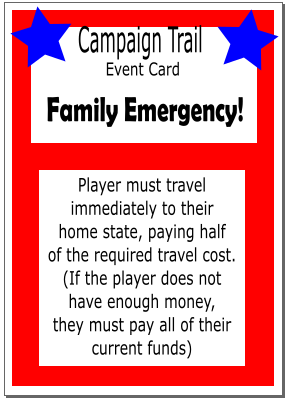 Campaign Trail
Event Card
Family Emergency!
Player must travel
immediately to their
home state, paying half
of the required travel cost.
(If the player does not
have enough money,
they must pay all of their
current funds)